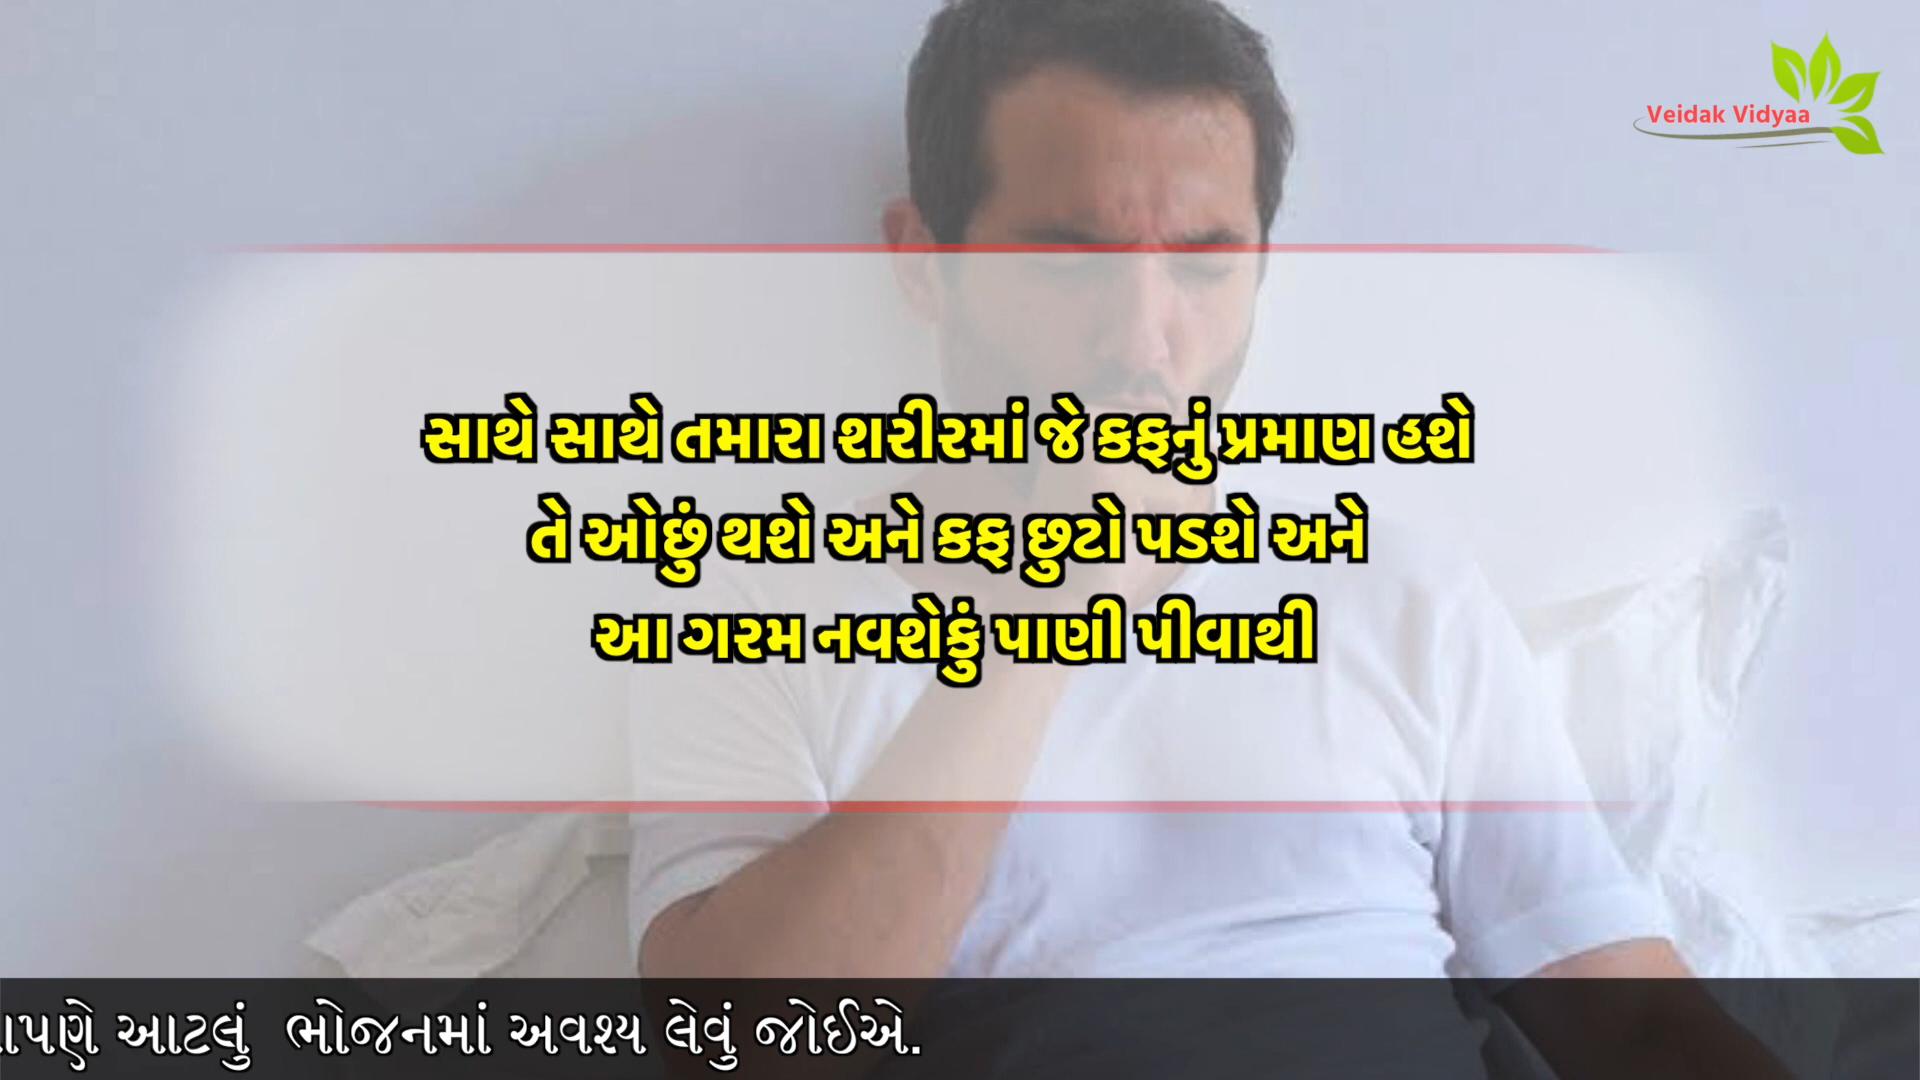 Veidak Vidyaa
સાથે સાથે તમારા શરીરમાં જે કફનું પ્રમાણ હશે
તે ઓછું થશે અને કફ છુટો પડશે અને
આ ગરમ નવશેકું પાણી પીવાથી
આટલું ભોજનમાં અવશ્ય લેવું જોઈએ.